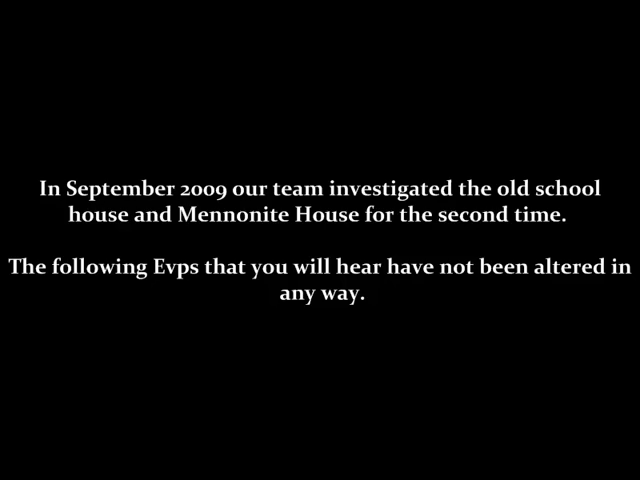 In September 2009 our team investigated the old school
house and Mennonite House for the second time.
The following Evps that you will hear have not been altered in
any way.